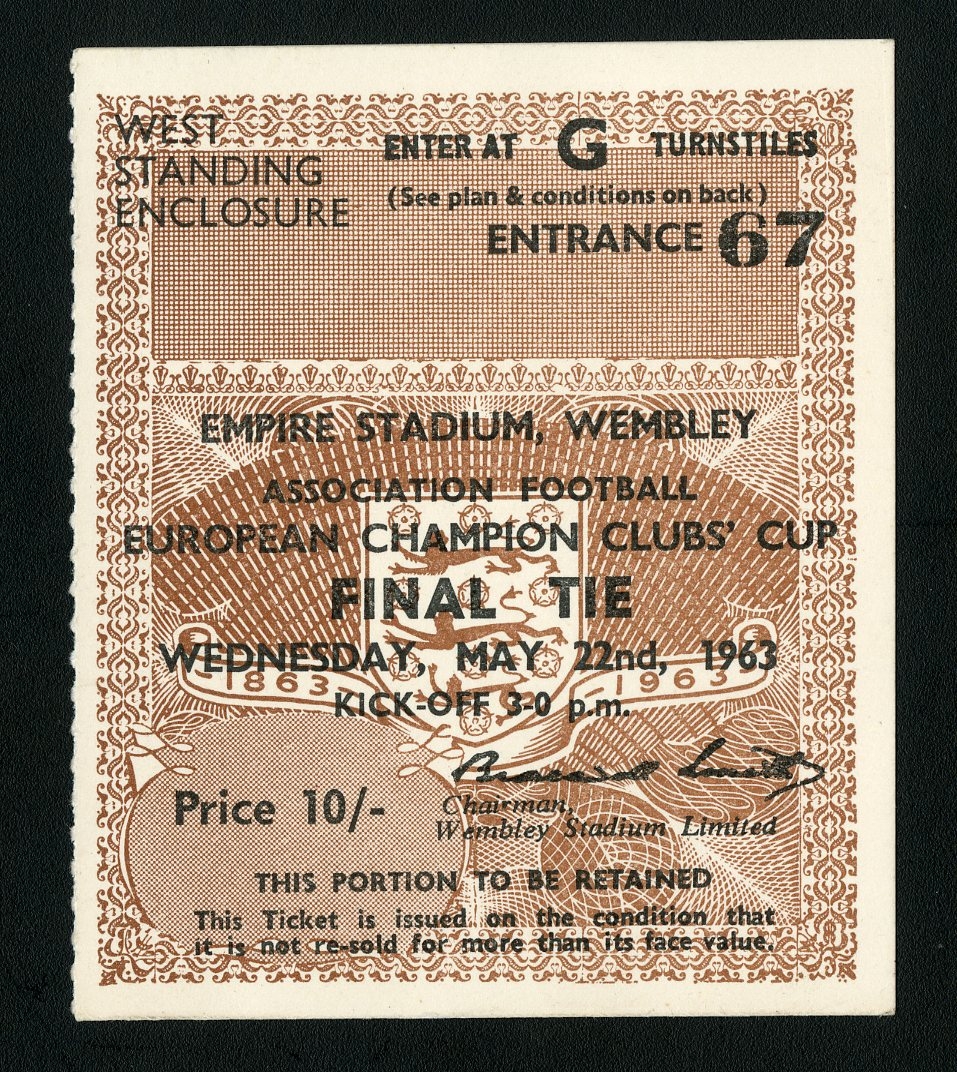 WEST
STANDING
ENCLOSURE
ENTER AT G TURNSTILES
(See plan & conditions on back)
ENTRANCE 67
EMPIRE STADIUM, WEMBLEY
ASSOCIATION FOOTBALL
EUROPEAN CHAMPION CLUBS' CUP
FINAL TIE
WEDNESDAY, MAY 22nd, 1963
1863 1963
KICK-OFF 3-0 p.m.
Price 10/-
Chairman,
Wembley Stadium Limited
THIS PORTION TO BE RETAINED
This Ticket is issued on the condition that
it is not re-sold for more than its face value.